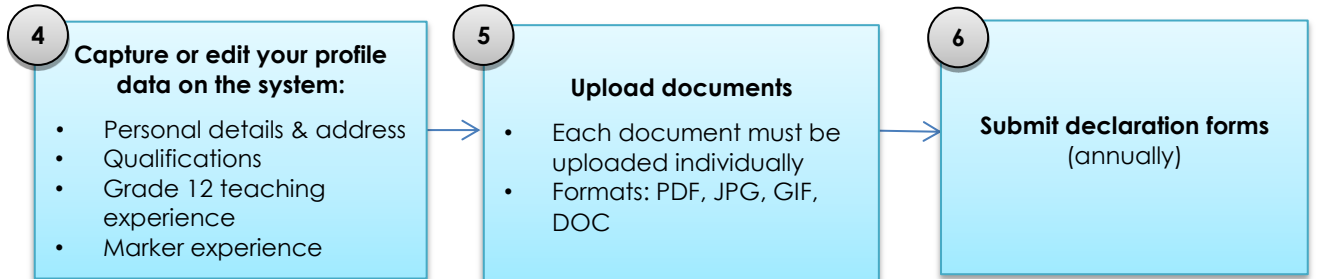 4
Capture or edit your profile
data on the system:
• Personal details & address
• Qualifications
• Grade 12 teaching
experience
• Marker experience
5
Upload documents
• Each document must be
uploaded individually
• Formats: PDF, JPG, GIF,
DOC
6
Submit declaration forms
(annually)